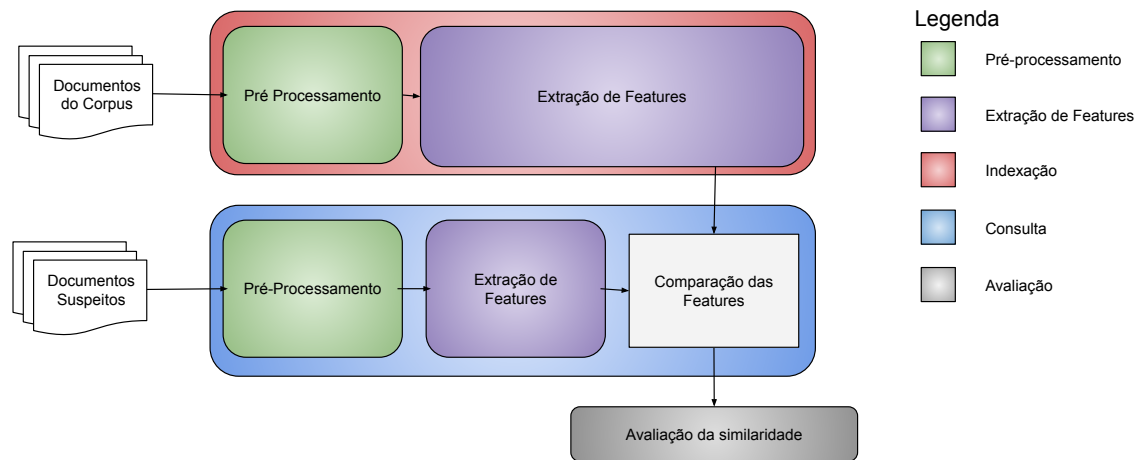 Documentos
do Corpus
Pré Processamento
Extração de Features
Documentos
Suspeitos
Pré-Processamento
Extração de
Features
Comparação das
Features
Avaliação da similaridade
Legenda
Pré-processamento
Extração de Features
Indexação
Consulta
Avaliação